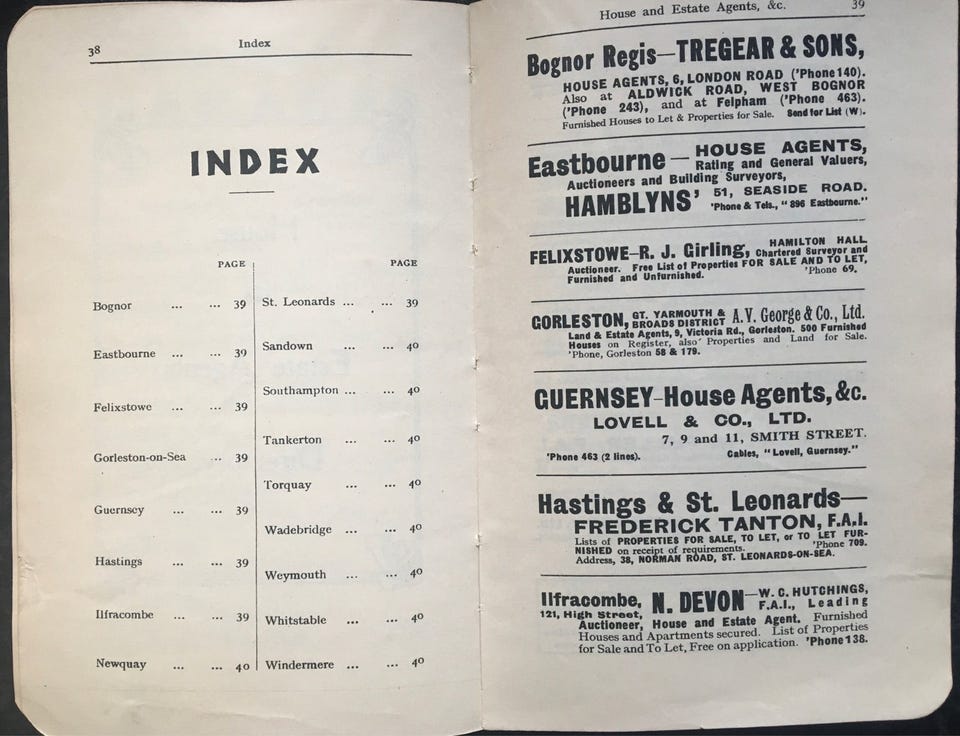 38 Index
INDEX
PAGE
Bognor ... ... 39
Eastbourne ... ... 39
Felixstowe ... ... 39
Gorleston-on-Sea ... 39
Guernsey ... ... 39
Hastings ... ... 39
Ilfracombe ... ... 39
Newquay ... ... 40
PAGE
St. Leonards ... ... 39
Sandown ... ... 40
Southampton ... ... 40
Tankerton ... ... 40
Torquay ... ... 40
Wadebridge ... ... 40
Weymouth ... ... 40
Whitstable ... ... 40
Windermere ... ... 40
House and Estate Agents, &c. 39
Bognor Regis—TREGEAR & SONS,
HOUSE AGENTS, 6, LONDON ROAD ('Phone 140).
Also at ALDWICK ROAD, WEST BOGNOR
('Phone 243), and at Felpham ('Phone 463).
Furnished Houses to Let & Properties for Sale. Send for List (W).
Eastbourne — HOUSE AGENTS,
Rating and General Valuers,
Auctioneers and Building Surveyors,
HAMBLYNS' 51, SEASIDE ROAD.
'Phone & Tels., "896 Eastbourne."
FELIXSTOWE—R. J. Girling, HAMILTON HALL.
Chartered Surveyor and
Auctioneer. Free List of Properties FOR SALE AND TO LET,
Furnished and Unfurnished. 'Phone 69.
GORLESTON, GT. YARMOUTH &
BROADS DISTRICT A. V. George & Co., Ltd.
Land & Estate Agents, 9, Victoria Rd., Gorleston. 500 Furnished
Houses on Register, also Properties and Land for Sale.
'Phone, Gorleston 58 & 179.
GUERNSEY—House Agents, &c.
LOVELL & CO., LTD.
7, 9 and 11, SMITH STREET.
'Phone 463 (2 lines). Cables, "Lovell, Guernsey."
Hastings & St. Leonards—
FREDERICK TANTON, F.A.I.
Lists of PROPERTIES FOR SALE, TO LET, or TO LET FUR-
NISHED on receipt of requirements. 'Phone 709.
Address, 38, NORMAN ROAD, ST. LEONARDS-ON-SEA.
Ilfracombe, N. DEVON—W. C. HUTCHINGS,
121, High Street, F.A.I., Leading
Auctioneer, House and Estate Agent. Furnished
Houses and Apartments secured. List of Properties
for Sale and To Let, Free on application. 'Phone 138.